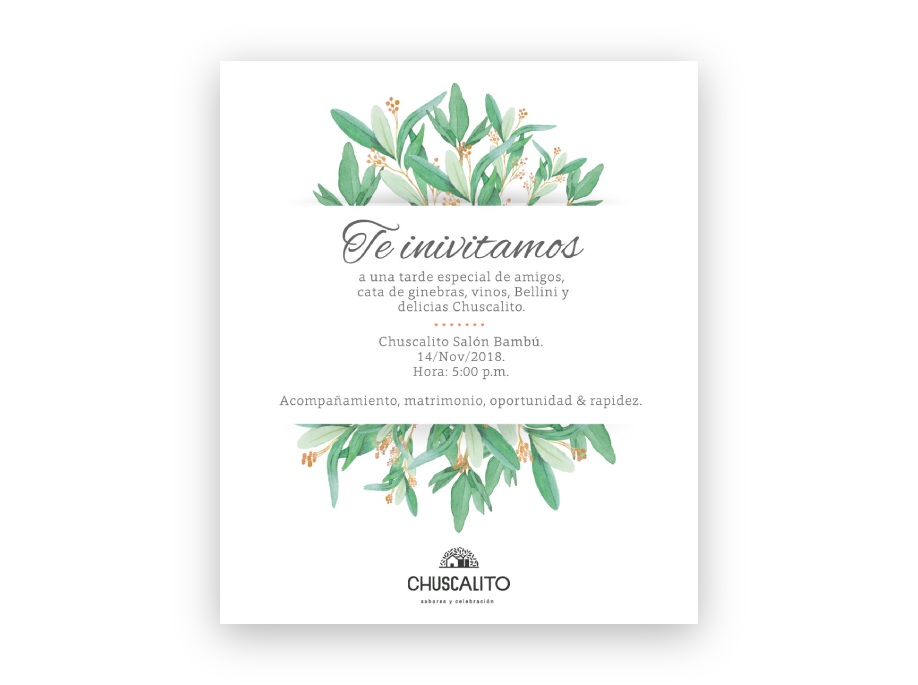 Te inivitamos
a una tarde especial de amigos,
cata de ginebras, vinos, Bellini y
delicias Chuscalito.
Chuscalito Salón Bambú.
14/Nov/2018.
Hora: 5:00 p.m.
Acompañamiento, matrimonio, oportunidad & rapidez.
CHUSCALITO
sabores y celebración